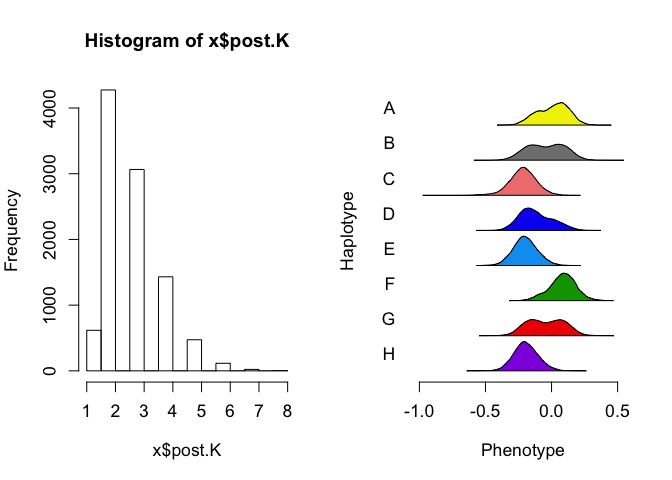 Histogram of x$post.K
Frequency
0
1000
2000
3000
4000
1 2 3 4 5 6 7 8
x$post.K
Haplotype
A
B
C
D
E
F
G
H
-1.0 -0.5 0.0 0.5
Phenotype